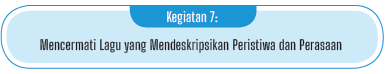 Kegiatan 7:
Mencermati Lagu yang Mendeskripsikan Peristiwa dan Perasaan